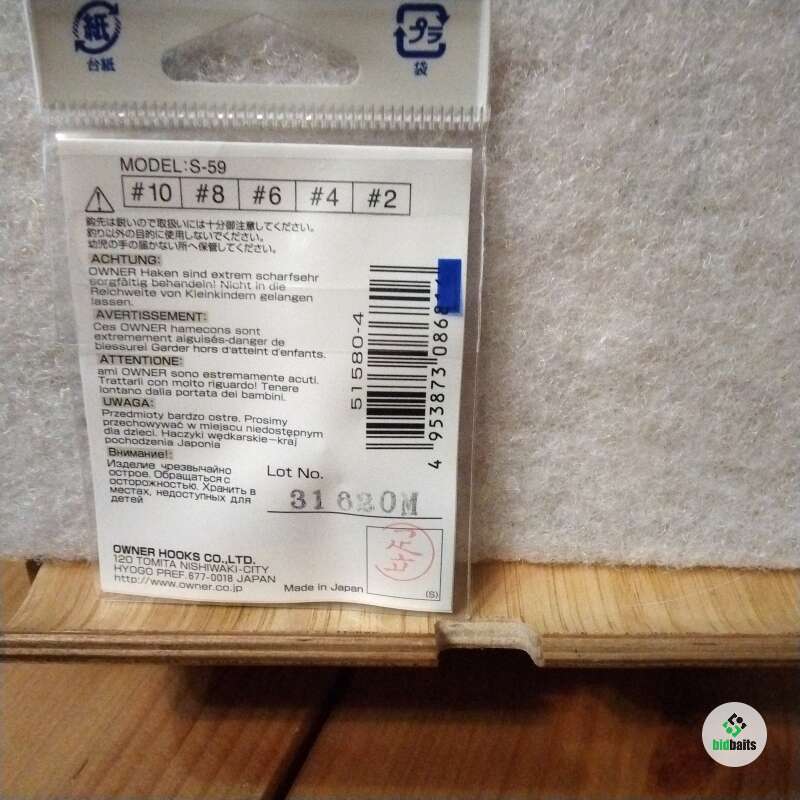 紙
台紙
プラ
袋
MODEL:S-59
#10 #8 #6 #4 #2
鈎先は鋭いので取扱いには十分御注意してください。
釣り以外の目的に使用しないでください。
幼児の手の届かない所へ保管してください。
ACHTUNG:
OWNER Haken sind extrem scharfsehr
sorgfältig behandeln! Nicht in die
Reichweite von Kleinkindern gelangen
lassen.
AVERTISSEMENT:
Ces OWNER hamecons sont
extremement aiguisés-danger de
blessure! Garder hors d'atteint d'enfants.
ATTENTIONE:
ami OWNER sono estremamente acuti.
Trattarli con molto riguardo! Tenere
lontano dalla portata dei bambini.
UWAGA:
Przedmioty bardzo ostre. Prosimy
przechowywać w miejscu niedostępnym
dla dzieci. Haczyki wędkarskie-kraj
pochodzenia Japonia
Внимание!:
Изделие чрезвычайно
острое. Обращаться с
осторожностью. Хранить в
местах, недоступных для
детей
51580-4
4 953873 086
Lot No.
31620M
OWNER HOOKS CO.,LTD.
120 TOMITA NISHIWAKI-CITY
HYOGO PREF.677-0018 JAPAN
http://www.owner.co.jp
Made in Japan
(S)
bidbaits